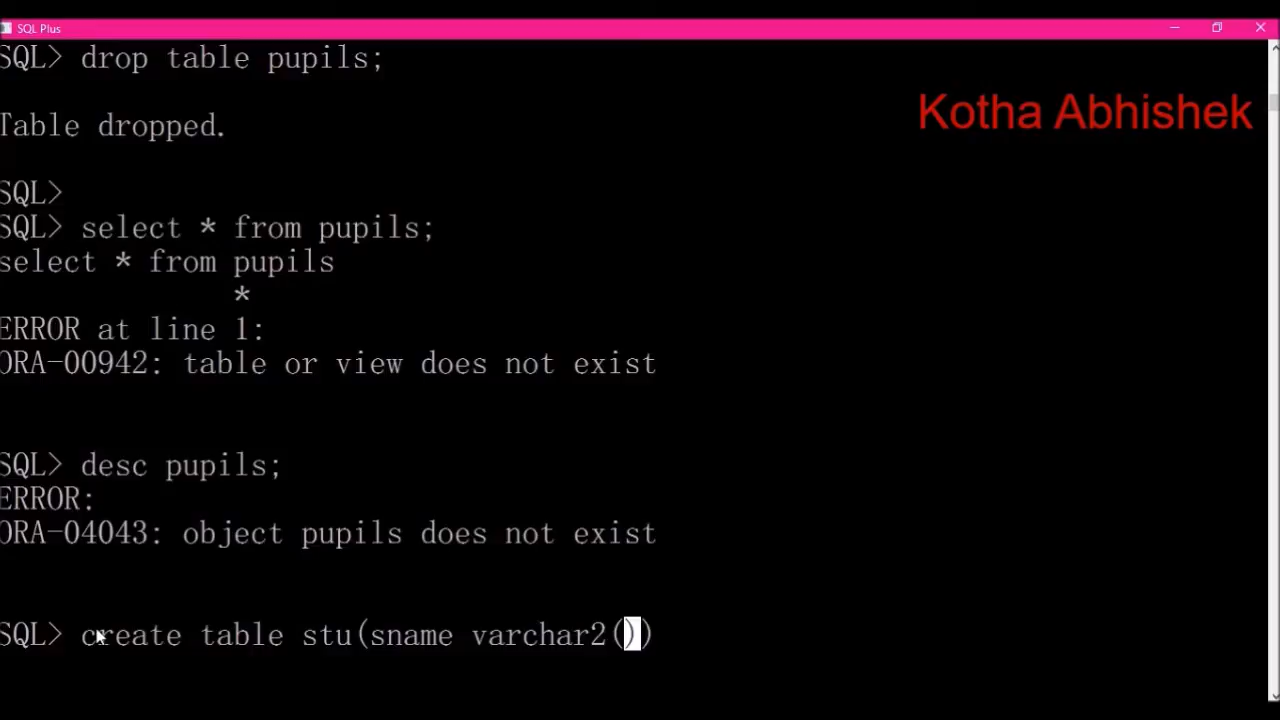 SQL Plus
SQL> drop table pupils;
Kotha Abhishek
Table dropped.
SQL>
SQL> select * from pupils;
select * from pupils
*
ERROR at line 1:
ORA-00942: table or view does not exist
SQL> desc pupils;
ERROR:
ORA-04043: object pupils does not exist
SQL> create table stu(sname varchar2())